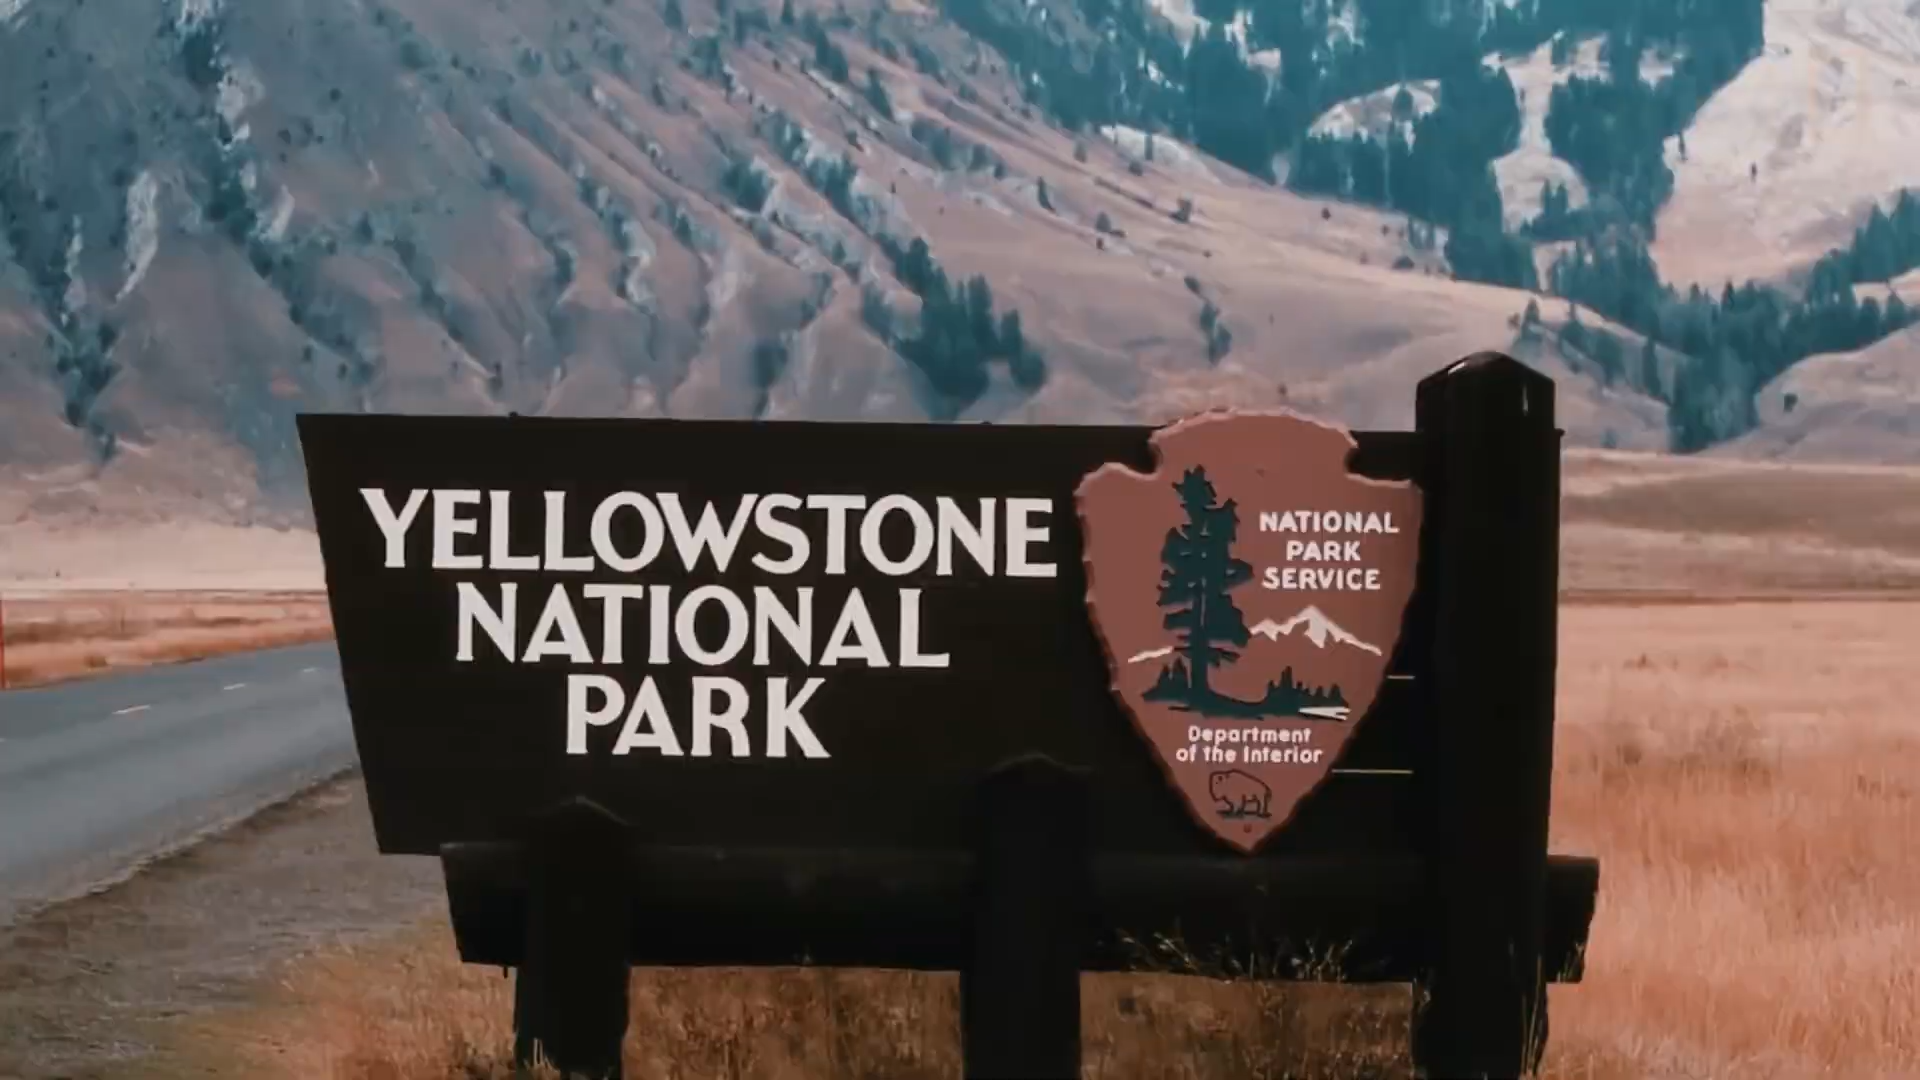 YELLOWSTONE
NATIONAL
PARK
NATIONAL
PARK
SERVICE
Department
of the Interior